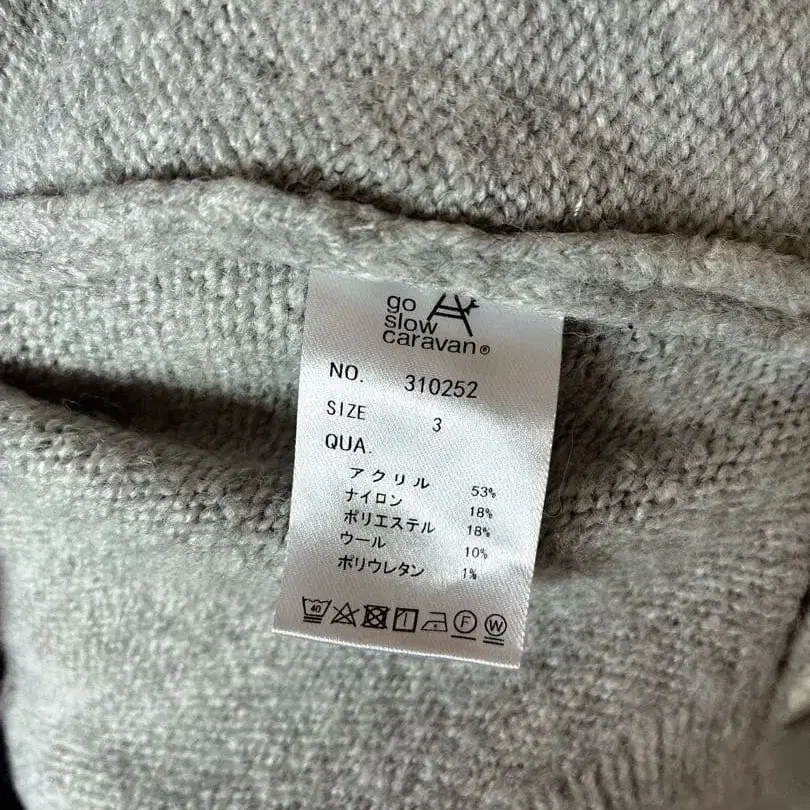 go
slow
caravan®
NO. 310252
SIZE 3
QUA.
アクリル 53%
ナイロン 18%
ポリエステル 18%
ウール 10%
ポリウレタン 1%
40 F W